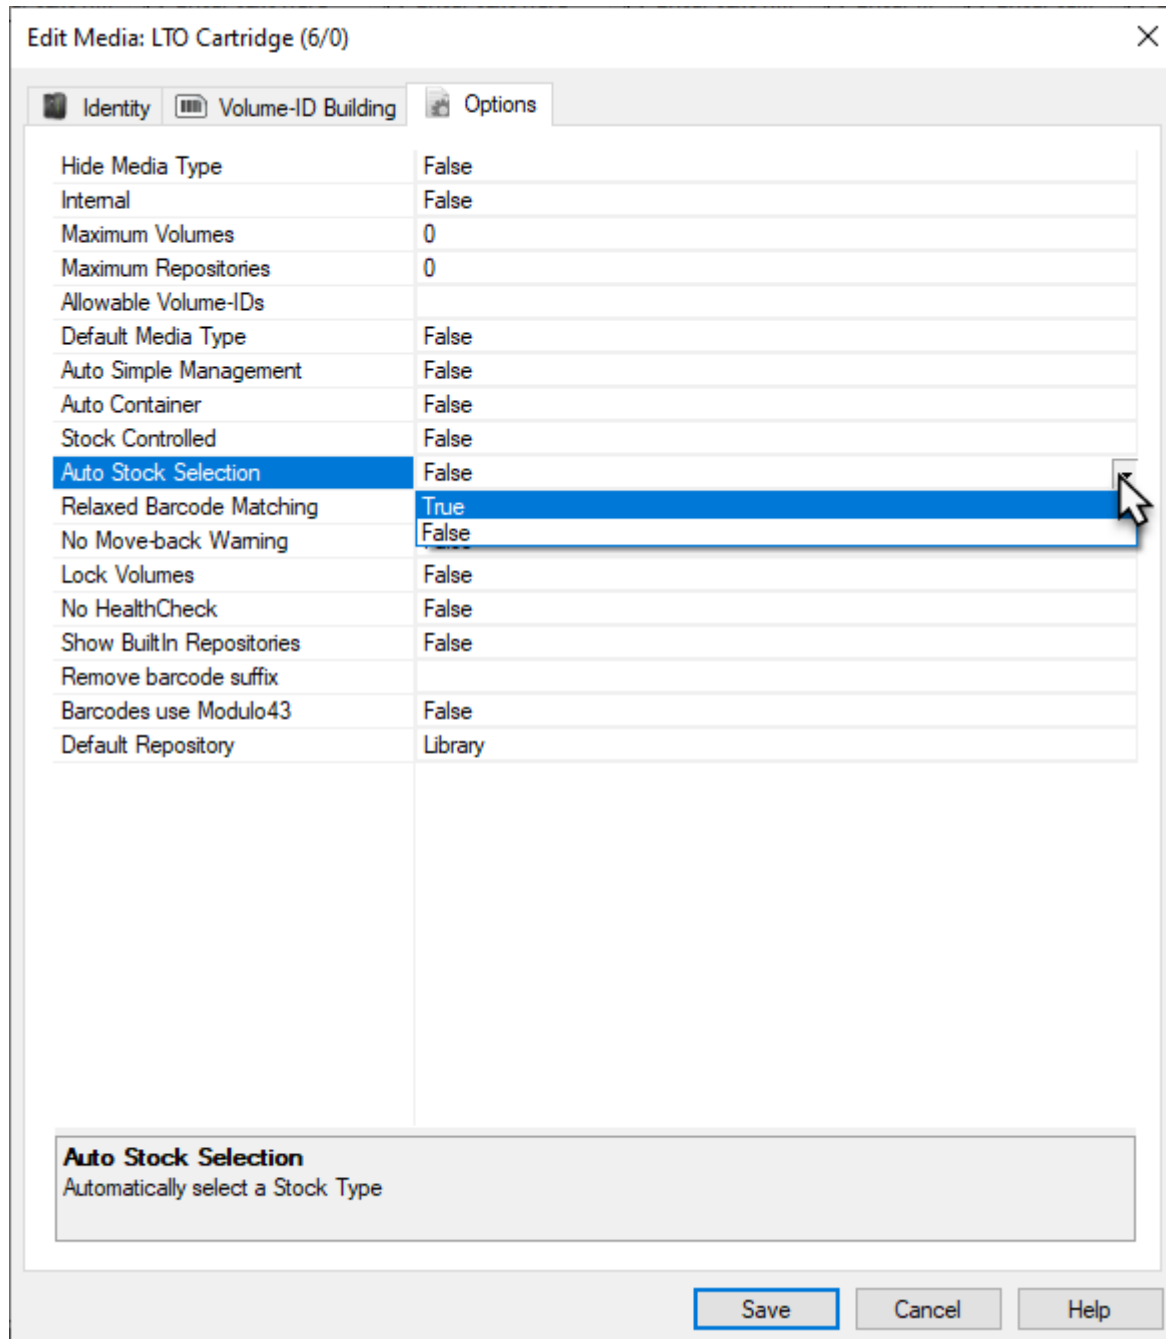 Edit Media: LTO Cartridge (6/0)
Identity Volume-ID Building Options
Hide Media Type False
Internal False
Maximum Volumes 0
Maximum Repositories 0
Allowable Volume-IDs
Default Media Type False
Auto Simple Management False
Auto Container False
Stock Controlled False
Auto Stock Selection False
Relaxed Barcode Matching True
No Move-back Warning False
Lock Volumes False
No HealthCheck False
Show BuiltIn Repositories False
Remove barcode suffix
Barcodes use Modulo43 False
Default Repository Library
Auto Stock Selection
Automatically select a Stock Type
Save Cancel Help